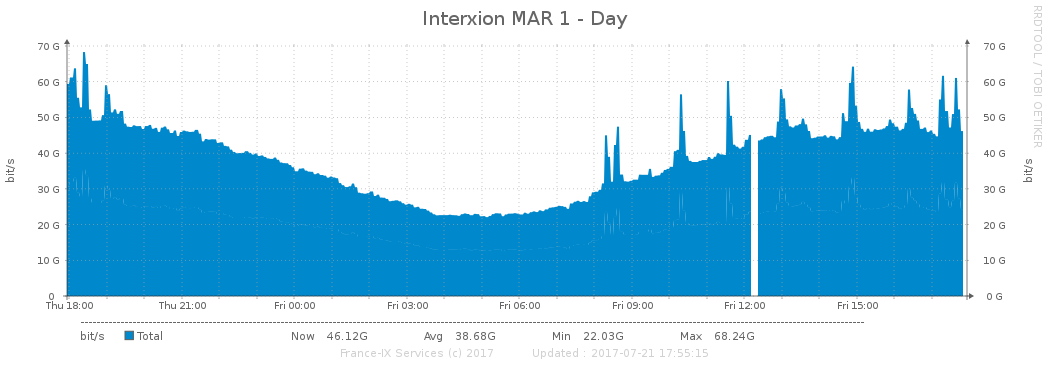 Interxion MAR 1 - Day
RRDTOOL / TOBI OETIKER
bit/s
70 G 70 G
60 G 60 G
50 G 50 G
40 G 40 G
30 G 30 G
20 G 20 G
10 G 10 G
0 0 G
bit/s
Thu 18:00 Thu 21:00 Fri 00:00 Fri 03:00 Fri 06:00 Fri 09:00 Fri 12:00 Fri 15:00
bit/s Total Now 46.12G Avg 38.68G Min 22.03G Max 68.24G
France-IX Services (c) 2017 Updated : 2017-07-21 17:55:15